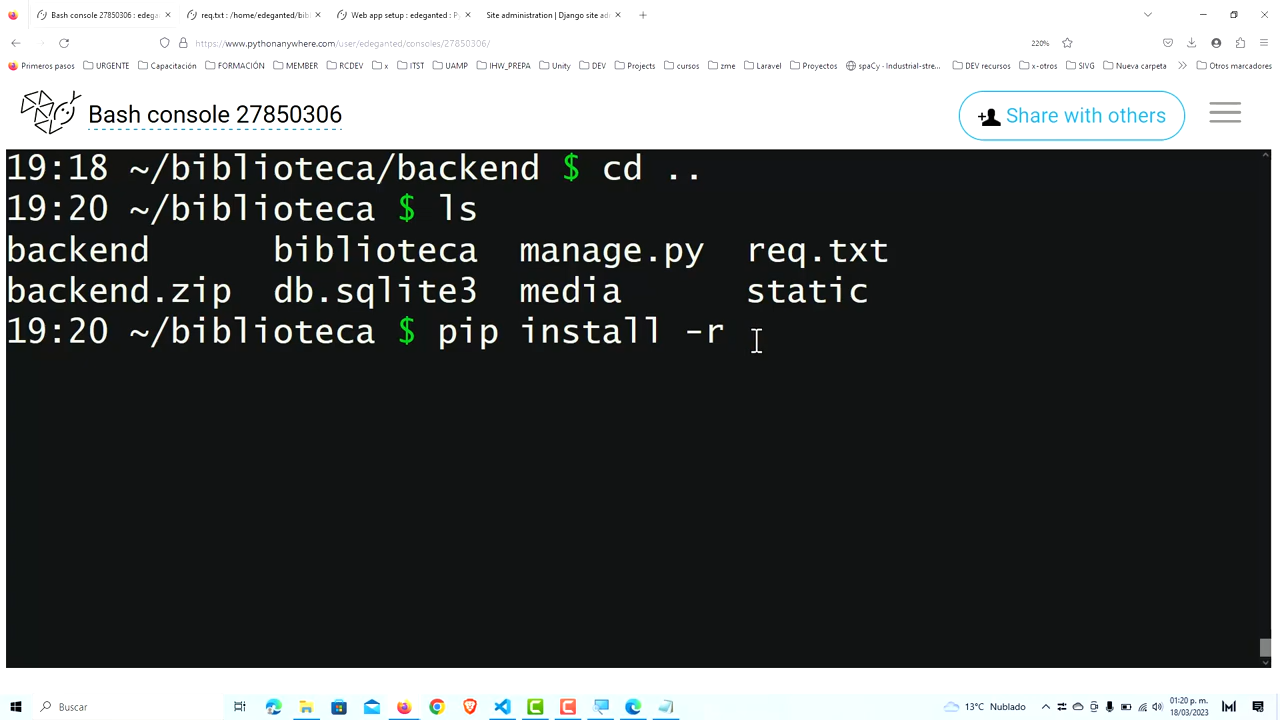 Bash console 27850306 : edega
req.txt : /home/edeganted/bibl
Web app setup : edeganted : P
Site administration | Django site ad
https://www.pythonanywhere.com/user/edeganted/consoles/27850306/
220%
Primeros pasos
URGENTE
Capacitación
FORMACIÓN
MEMBER
RCDEV
x
ITST
UAMP
IHW_PREPA
Unity
DEV
Projects
cursos
zme
Laravel
Proyectos
spaCy · Industrial-stre...
DEV recursos
x-otros
SIVG
Nueva carpeta
Otros marcadores
Bash console 27850306
Share with others
19:18 ~/biblioteca/backend $ cd ..
19:20 ~/biblioteca $ ls
backend biblioteca manage.py req.txt
backend.zip db.sqlite3 media static
19:20 ~/biblioteca $ pip install -r
Buscar
13°C Nublado
01:20 p. m.
18/03/2023